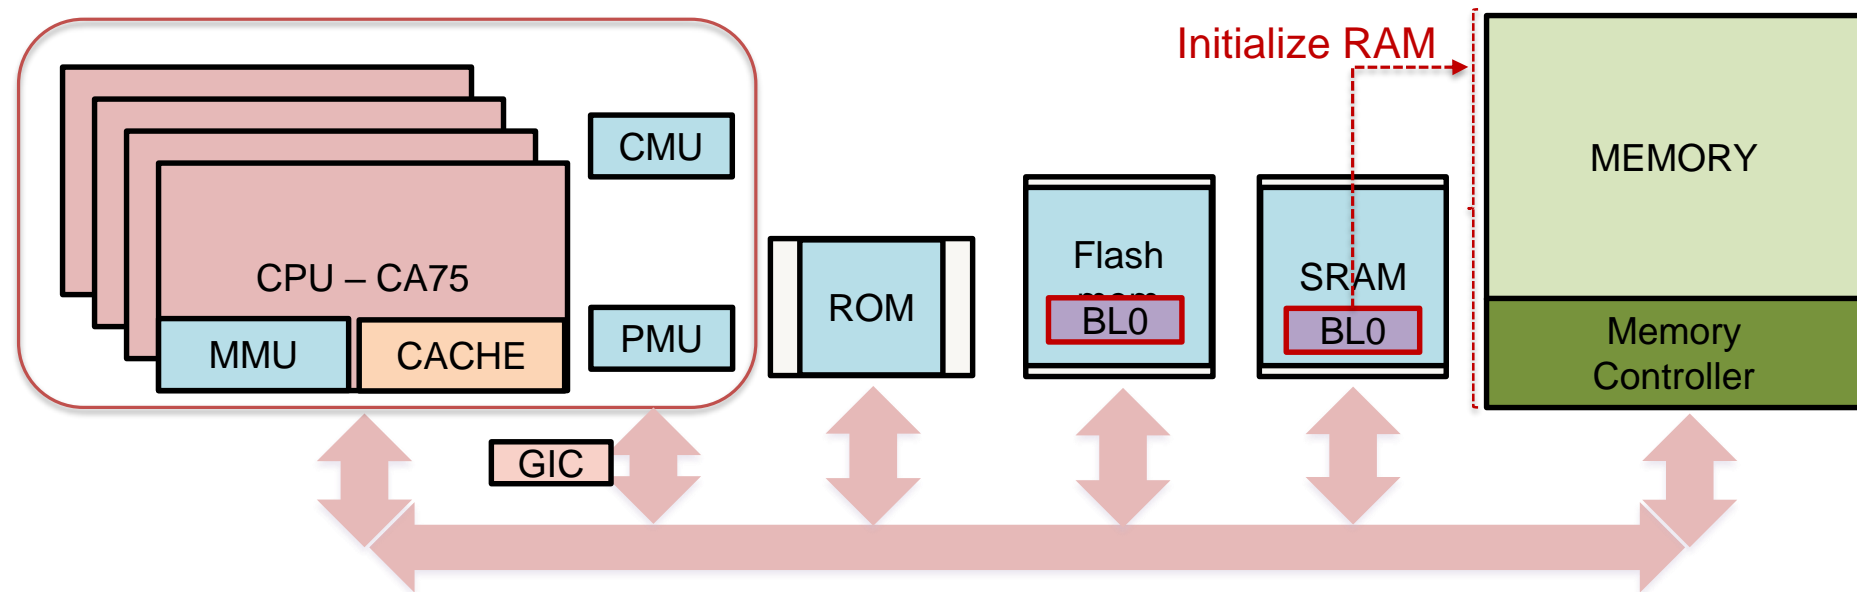 Initialize RAM
CMU
MEMORY
CPU – CA75
Flash
SRAM
ROM
BL0
BL0
MMU
CACHE
PMU
Memory
Controller
GIC